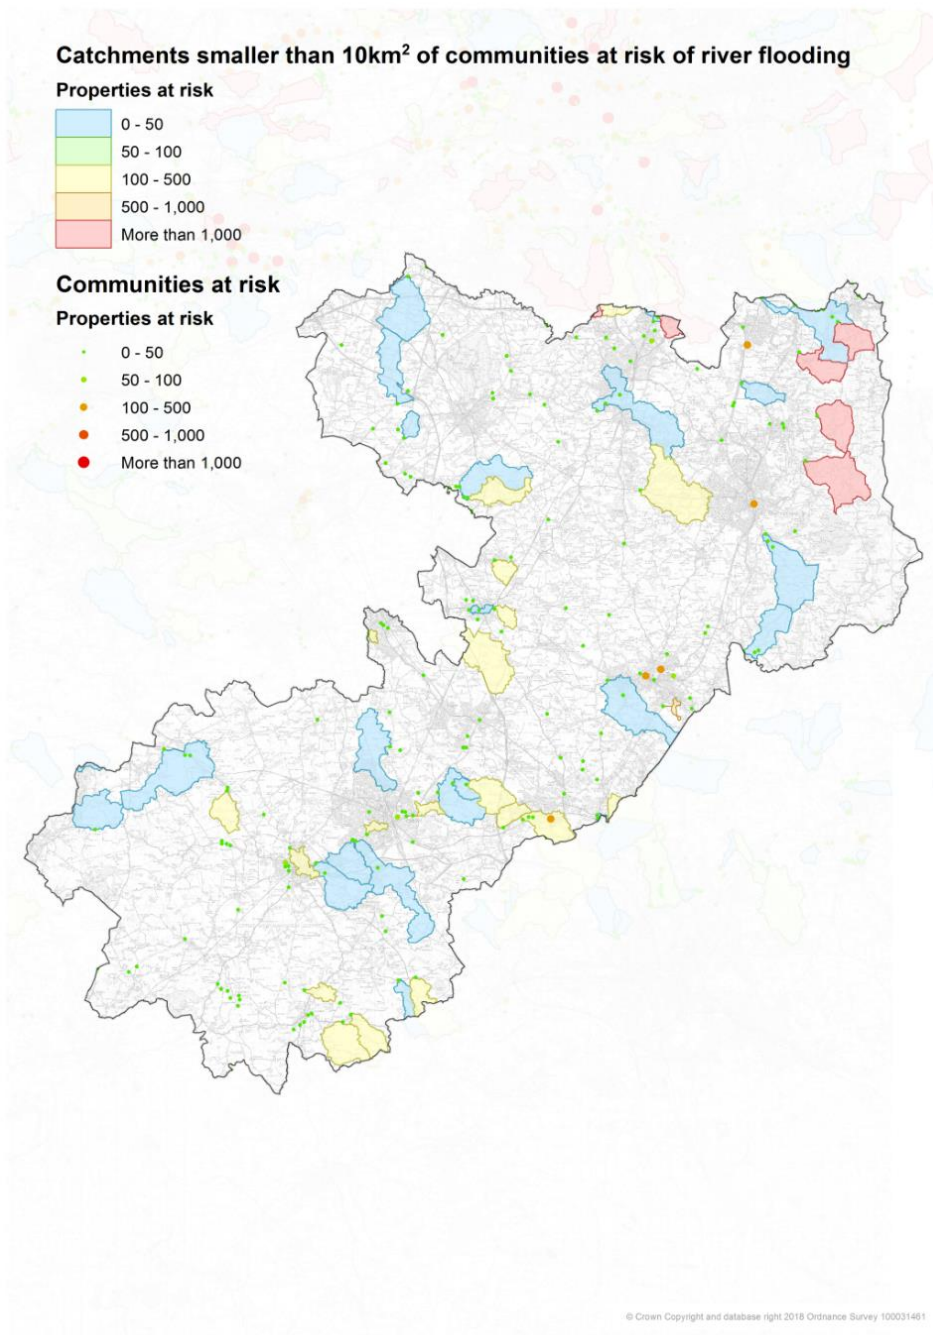 Catchments smaller than 10km² of communities at risk of river flooding
Properties at risk
0 - 50
50 - 100
100 - 500
500 - 1,000
More than 1,000
Communities at risk
Properties at risk
0 - 50
50 - 100
100 - 500
500 - 1,000
More than 1,000
© Crown Copyright and database right 2018 Ordnance Survey 100031461